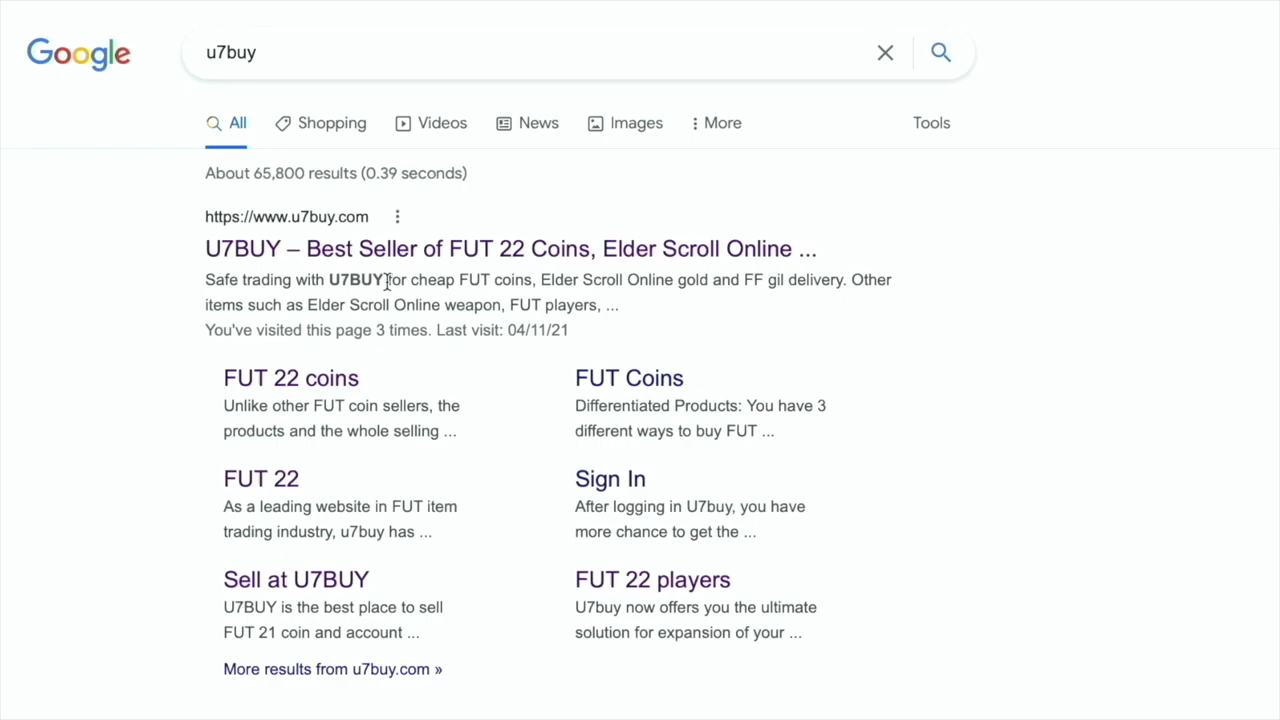 Google
u7buy
All Shopping Videos News Images More Tools
About 65,800 results (0.39 seconds)
https://www.u7buy.com
U7BUY – Best Seller of FUT 22 Coins, Elder Scroll Online ...
Safe trading with U7BUY for cheap FUT coins, Elder Scroll Online gold and FF gil delivery. Other
items such as Elder Scroll Online weapon, FUT players, ...
You've visited this page 3 times. Last visit: 04/11/21
FUT 22 coins
Unlike other FUT coin sellers, the
products and the whole selling ...
FUT Coins
Differentiated Products: You have 3
different ways to buy FUT ...
FUT 22
As a leading website in FUT item
trading industry, u7buy has ...
Sign In
After logging in U7buy, you have
more chance to get the ...
Sell at U7BUY
U7BUY is the best place to sell
FUT 21 coin and account ...
FUT 22 players
U7buy now offers you the ultimate
solution for expansion of your ...
More results from u7buy.com »